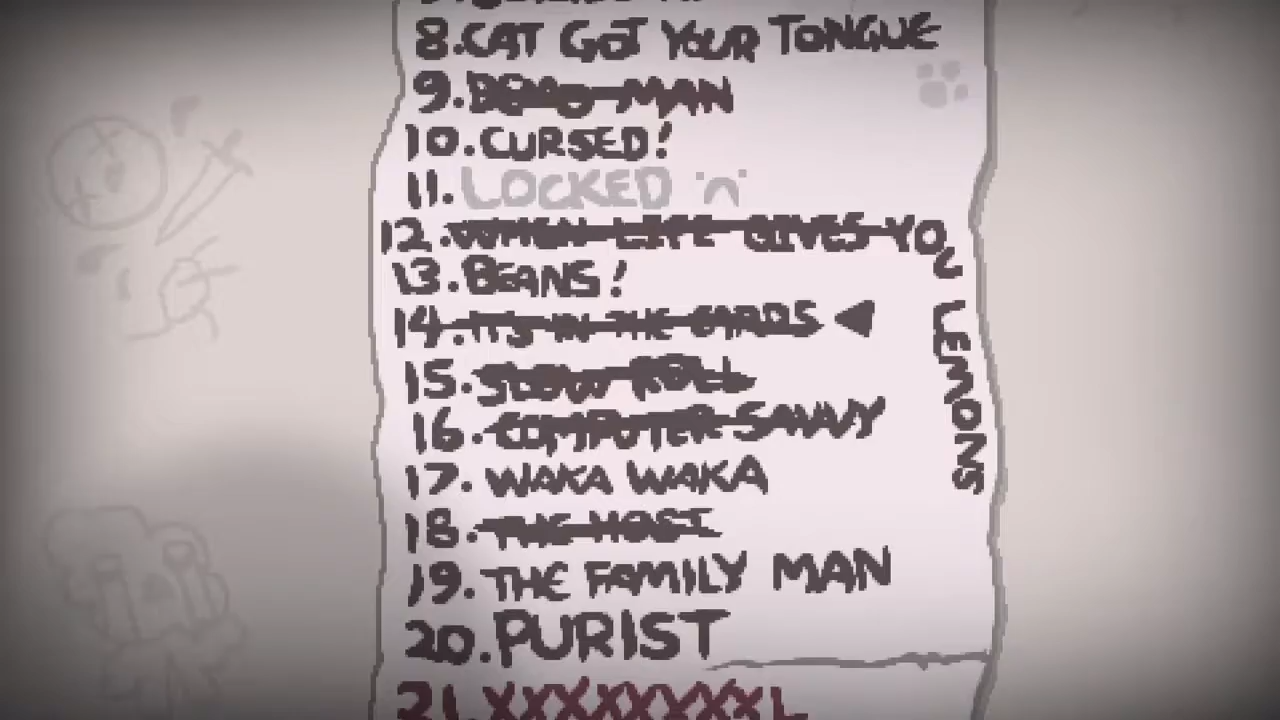 8.CAT GOT YOUR TONGUE
9.DEAD MAN
10.CURSED!
11.LOCKED
12.WHEN LIFE GIVES YOU LEMONS
13.BEANS!
14.IT'S IN THE CARDS
15.SLOW ROLL
16.COMPUTER SAVVY
17.WAKA WAKA
18.THE HOST
19.THE FAMILY MAN
20.PURIST
21.XXXXXXXXL